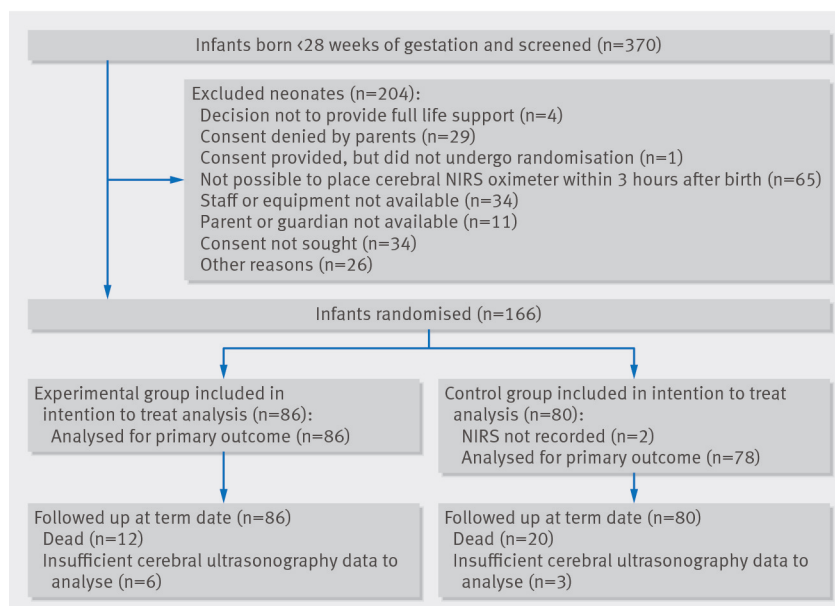 Infants born <28 weeks of gestation and screened (n=370)
Excluded neonates (n=204):
Decision not to provide full life support (n=4)
Consent denied by parents (n=29)
Consent provided, but did not undergo randomisation (n=1)
Not possible to place cerebral NIRS oximeter within 3 hours after birth (n=65)
Staff or equipment not available (n=34)
Parent or guardian not available (n=11)
Consent not sought (n=34)
Other reasons (n=26)
Infants randomised (n=166)
Experimental group included in
intention to treat analysis (n=86):
Analysed for primary outcome (n=86)
Control group included in intention to treat
analysis (n=80):
NIRS not recorded (n=2)
Analysed for primary outcome (n=78)
Followed up at term date (n=86)
Dead (n=12)
Insufficient cerebral ultrasonography data to
analyse (n=6)
Followed up at term date (n=80)
Dead (n=20)
Insufficient cerebral ultrasonography data to
analyse (n=3)